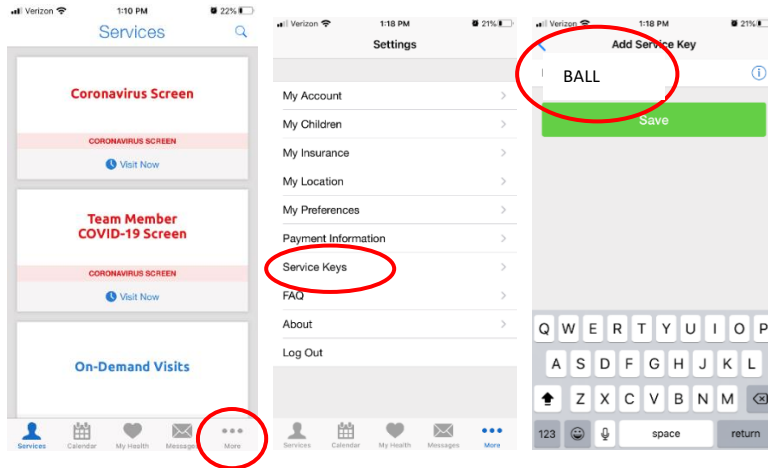 Verizon 1:10 PM 22%
Services
Coronavirus Screen
CORONAVIRUS SCREEN
Visit Now
Team Member
COVID-19 Screen
CORONAVIRUS SCREEN
Visit Now
On-Demand Visits
Services Calendar My Health Messages More
Verizon 1:18 PM 21%
Settings
My Account
My Children
My Insurance
My Location
My Preferences
Payment Information
Service Keys
FAQ
About
Log Out
Services Calendar My Health Messages More
Verizon 1:18 PM 21%
Add Service Key
BALL
Save
Q W E R T Y U I O P
A S D F G H J K L
Z X C V B N M
123 space return